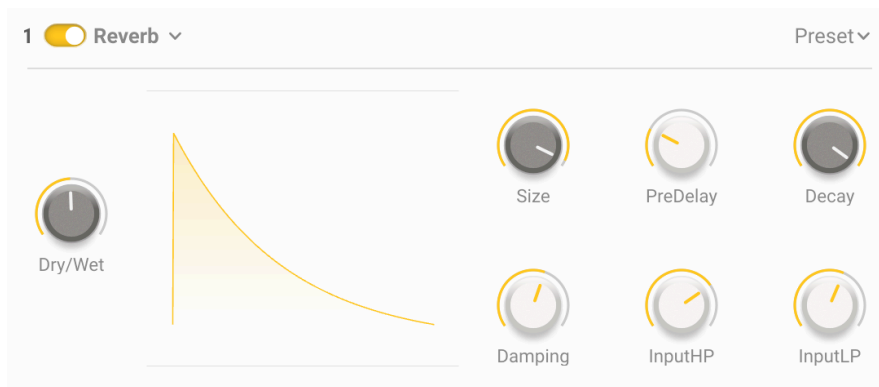 1 Reverb
Preset
Size PreDelay Decay
Dry/Wet
Damping InputHP InputLP